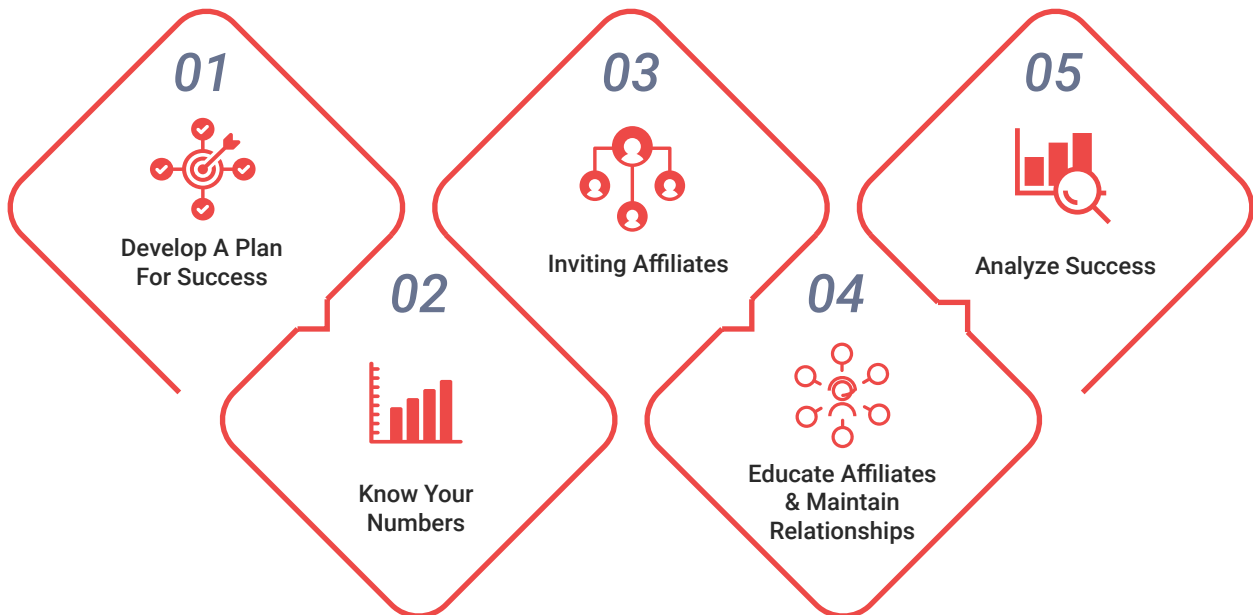 01
Develop A Plan
For Success
02
Know Your
Numbers
03
Inviting Affiliates
04
Educate Affiliates
& Maintain
Relationships
05
Analyze Success